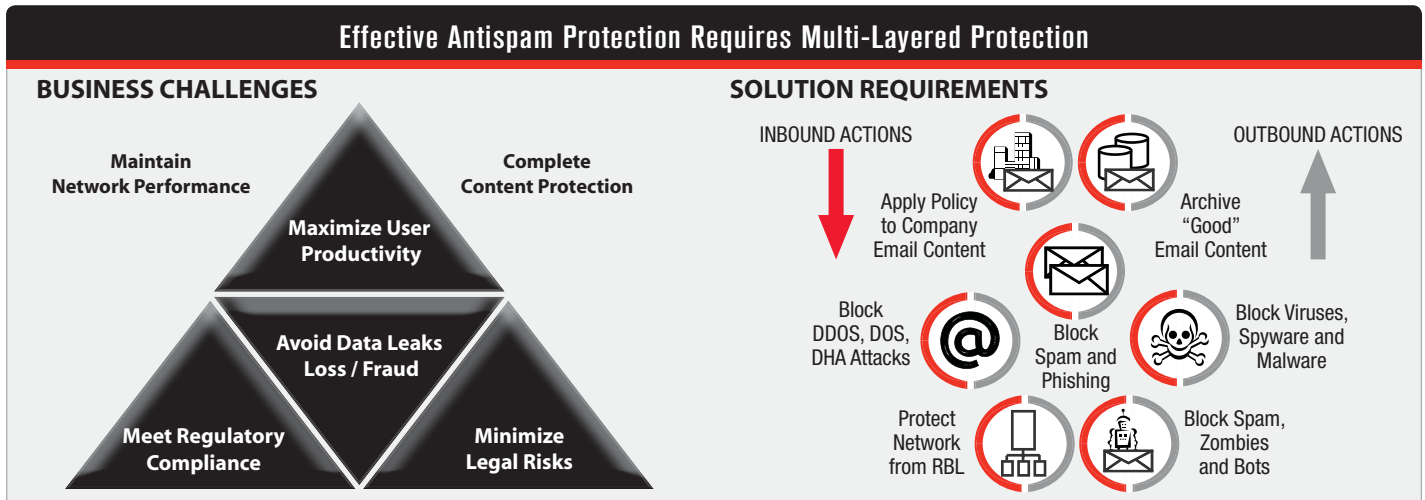 Effective Antispam Protection Requires Multi-Layered Protection
BUSINESS CHALLENGES
Maintain
Network Performance
Complete
Content Protection
Maximize User
Productivity
Avoid Data Leaks
Loss / Fraud
Meet Regulatory
Compliance
Minimize
Legal Risks
SOLUTION REQUIREMENTS
INBOUND ACTIONS
OUTBOUND ACTIONS
Apply Policy
to Company
Email Content
Archive
“Good”
Email Content
Block
DDOS, DOS,
DHA Attacks
@
Block
Spam and
Phishing
Block Viruses,
Spyware and
Malware
Protect
Network
from RBL
Block Spam,
Zombies
and Bots